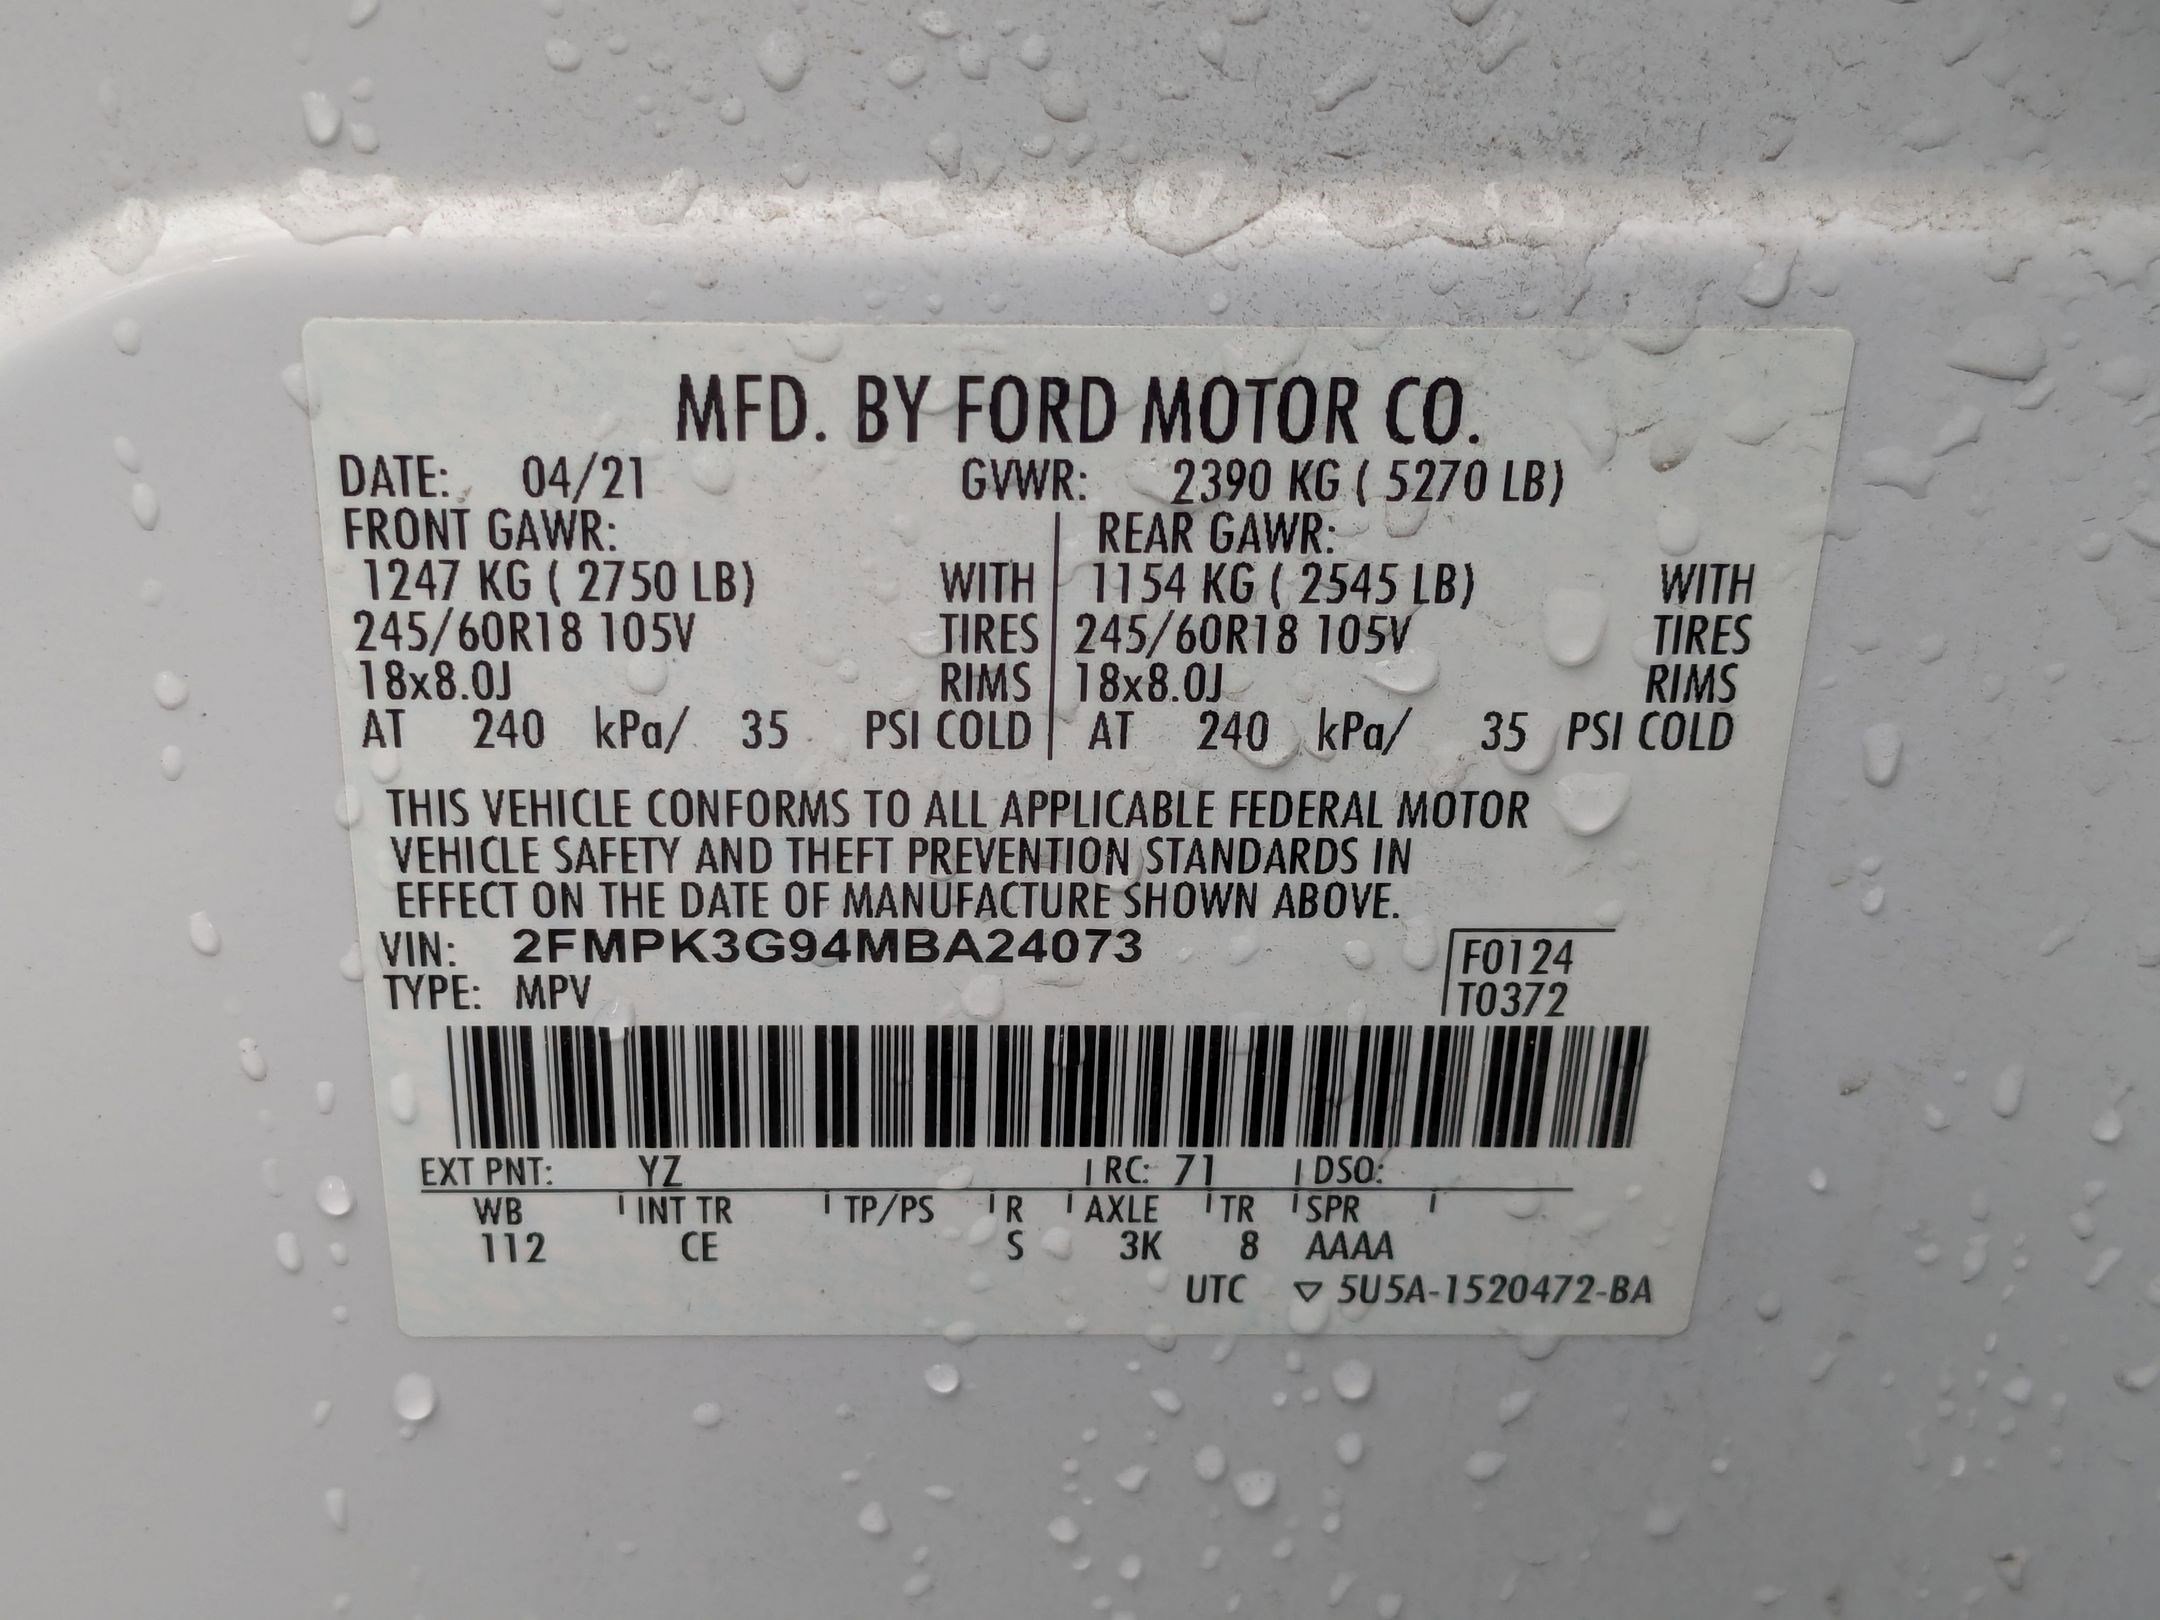 MFD. BY FORD MOTOR CO.
DATE: 04/21 GVWR: 2390 KG ( 5270 LB)
FRONT GAWR: REAR GAWR:
1247 KG ( 2750 LB) WITH 1154 KG ( 2545 LB) WITH
245/60R18 105V TIRES 245/60R18 105V TIRES
18x8.0J RIMS 18x8.0J RIMS
AT 240 kPa/ 35 PSI COLD AT 240 kPa/ 35 PSI COLD
THIS VEHICLE CONFORMS TO ALL APPLICABLE FEDERAL MOTOR
VEHICLE SAFETY AND THEFT PREVENTION STANDARDS IN
EFFECT ON THE DATE OF MANUFACTURE SHOWN ABOVE.
VIN: 2FMPK3G94MBA24073 F0124
TYPE: MPV T0372
EXT PNT: YZ RC: 71 DSO:
WB INT TR TP/PS R AXLE TR SPR
112 CE S 3K 8 AAAA
UTC ▽ 5U5A-1520472-BA